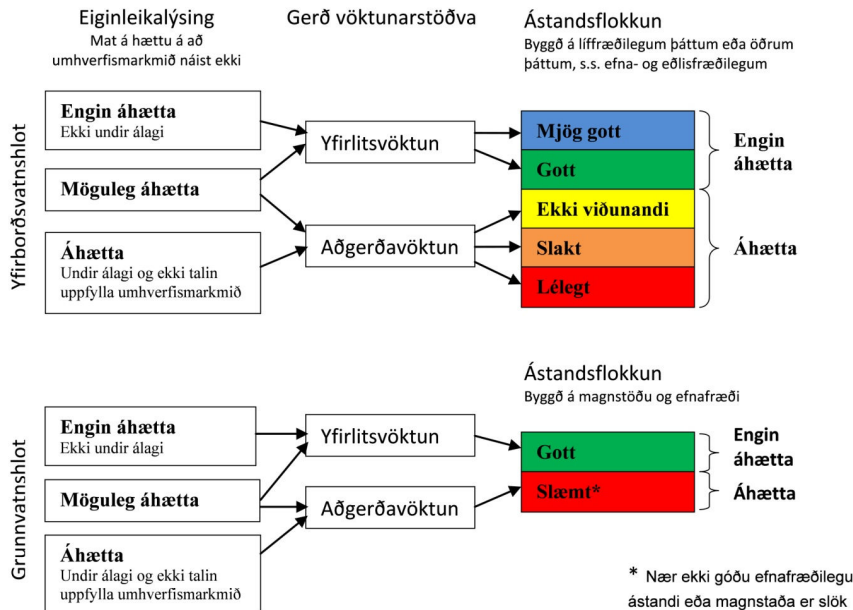 Eiginleikalýsing
Mat á hættu á að
umhverfismarkmið náist ekki
Gerð vöktunarstöðva
Ástandsflokkun
Byggð á líffræðilegum þáttum eða öðrum
þáttum, s.s. efna- og eðlisfræðilegum
Yfirborðsvatnshlot
Engin áhætta
Ekki undir álagi
Möguleg áhætta
Áhætta
Undir álagi og ekki talin
uppfylla umhverfismarkmið
Yfirlitsvöktun
Aðgerðavöktun
Mjög gott
Gott
Ekki viðunandi
Slakt
Lélegt
Engin
áhætta
Áhætta
Grunnvatnshlot
Engin áhætta
Ekki undir álagi
Möguleg áhætta
Áhætta
Undir álagi og ekki talin
uppfylla umhverfismarkmið
Yfirlitsvöktun
Aðgerðavöktun
Ástandsflokkun
Byggð á magnstöðu og efnafræði
Gott
Slæmt*
Engin
áhætta
Áhætta
* Nær ekki góðu efnafræðilegu
ástandi eða magnstaða er slök